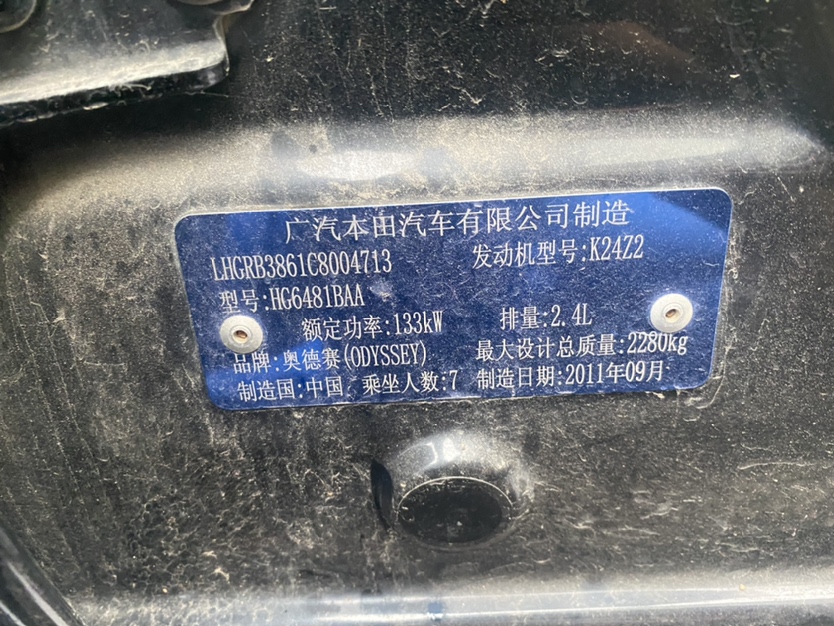 广汽本田汽车有限公司制造
LHGRB3861C8004713 发动机型号:K24Z2
型号:HG6481BAA
额定功率:133kW 排量:2.4L
品牌:奥德赛(ODYSSEY) 最大设计总质量:2280kg
制造国:中国 乘坐人数:7 制造日期:2011年09月